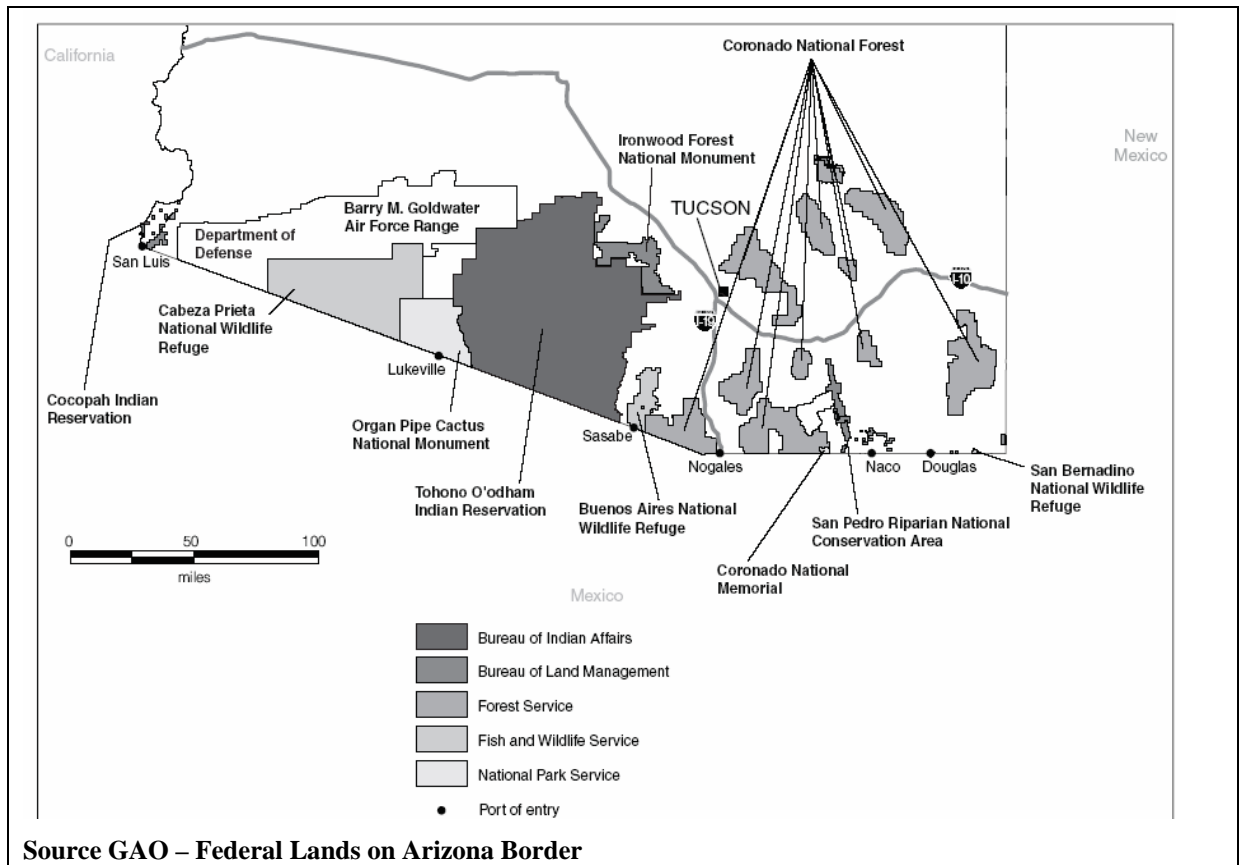 California
Coronado National Forest
New
Mexico
Ironwood Forest
National Monument
Barry M. Goldwater
Air Force Range
TUCSON
Department of
Defense
San Luis
I-10
Cabeza Prieta
National Wildlife
Refuge
I-19
Lukeville
Cocopah Indian
Reservation
Organ Pipe Cactus
National Monument
Sasabe
Nogales
Naco
Douglas
San Bernadino
National Wildlife
Refuge
Tohono O'odham
Indian Reservation
Buenos Aires National
Wildlife Refuge
San Pedro Riparian National
Conservation Area
Coronado National
Memorial
0 50 100
miles
Mexico
Bureau of Indian Affairs
Bureau of Land Management
Forest Service
Fish and Wildlife Service
National Park Service
Port of entry
Source GAO – Federal Lands on Arizona Border